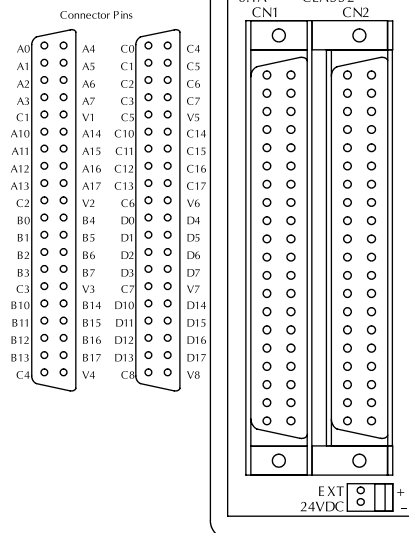 Connector Pins
CN1 CN2
A0 A4 C0 C4
A1 A5 C1 C5
A2 A6 C2 C6
A3 A7 C3 C7
C1 V1 C5 V5
A10 A14 C10 C14
A11 A15 C11 C15
A12 A16 C12 C16
A13 A17 C13 C17
C2 V2 C6 V6
B0 B4 D0 D4
B1 B5 D1 D5
B2 B6 D2 D6
B3 B7 D3 D7
C3 V3 C7 V7
B10 B14 D10 D14
B11 B15 D11 D15
B12 B16 D12 D16
B13 B17 D13 D17
C4 V4 C8 V8
EXT +
24VDC –